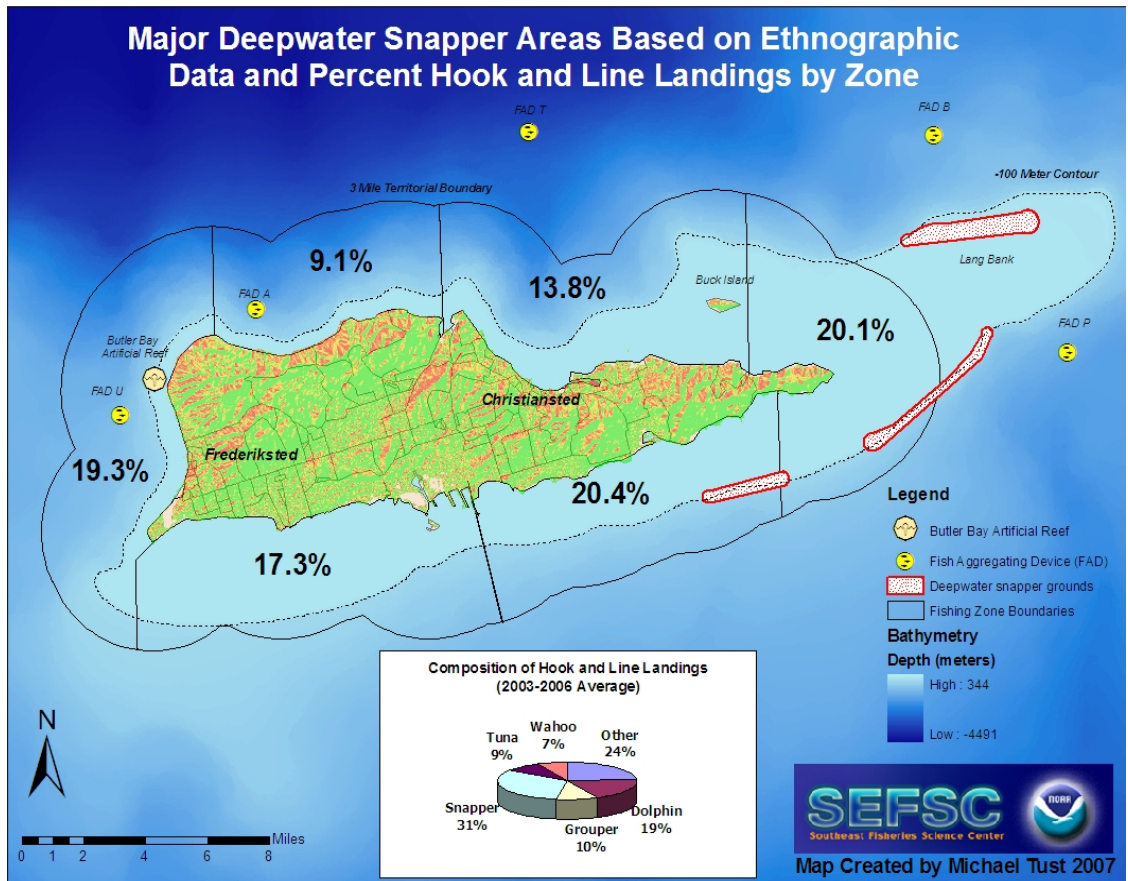 Major Deepwater Snapper Areas Based on Ethnographic
Data and Percent Hook and Line Landings by Zone
FAD T
FAD B
-100 Meter Contour
3 Mile Territorial Boundary
9.1%
13.8%
Lang Bank
Buck Island
FAD A
20.1%
FAD P
Butler Bay
Artificial Reef
FAD U
Christiansted
Frederiksted
19.3%
20.4%
17.3%
Legend
Butler Bay Artificial Reef
Fish Aggregating Device (FAD)
Deepwater snapper grounds
Fishing Zone Boundaries
Bathymetry
Depth (meters)
High : 344
Low : -4491
Composition of Hook and Line Landings
(2003-2006 Average)
Wahoo
7%
Other
24%
Tuna
9%
Snapper
31%
Grouper
10%
Dolphin
19%
N
Miles
0 1 2 4 6 8
SEFSC
Southeast Fisheries Science Center
NOAA
Map Created by Michael Tust 2007